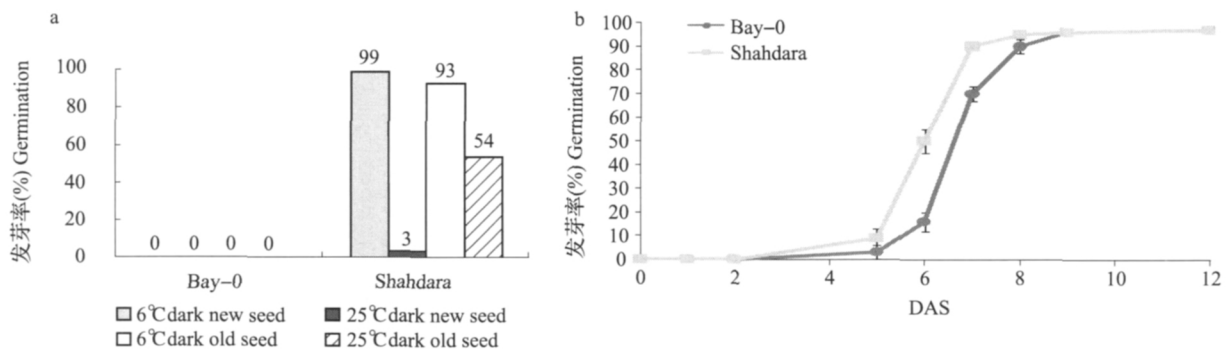 a
发芽率(%) Germination
100
80
60
40
20
0
0 0 0 0
99
3
93
54
Bay-0 Shahdara
6℃dark new seed 25℃dark new seed
6℃dark old seed 25℃dark old seed
b
发芽率(%) Germination
100
90
80
70
60
50
40
30
20
10
0
Bay-0
Shahdara
0 2 4 6 8 10 12
DAS